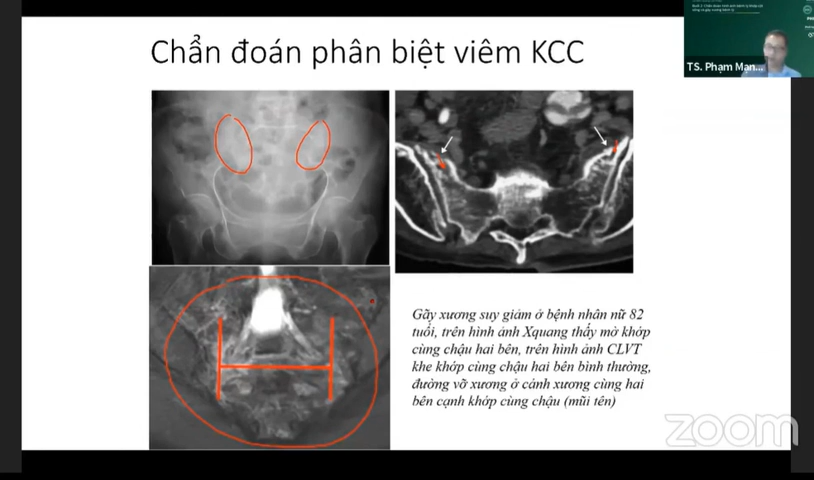 Chẩn đoán phân biệt viêm KCC
TS. Phạm Mạn...
Gãy xương suy giảm ở bệnh nhân nữ 82
tuổi, trên hình ảnh Xquang thấy mờ khớp
cùng chậu hai bên, trên hình ảnh CLVT
khe khớp cùng chậu hai bên bình thường,
đường vỡ xương ở cánh xương cùng hai
bên cạnh khớp cùng chậu (mũi tên)
zoom